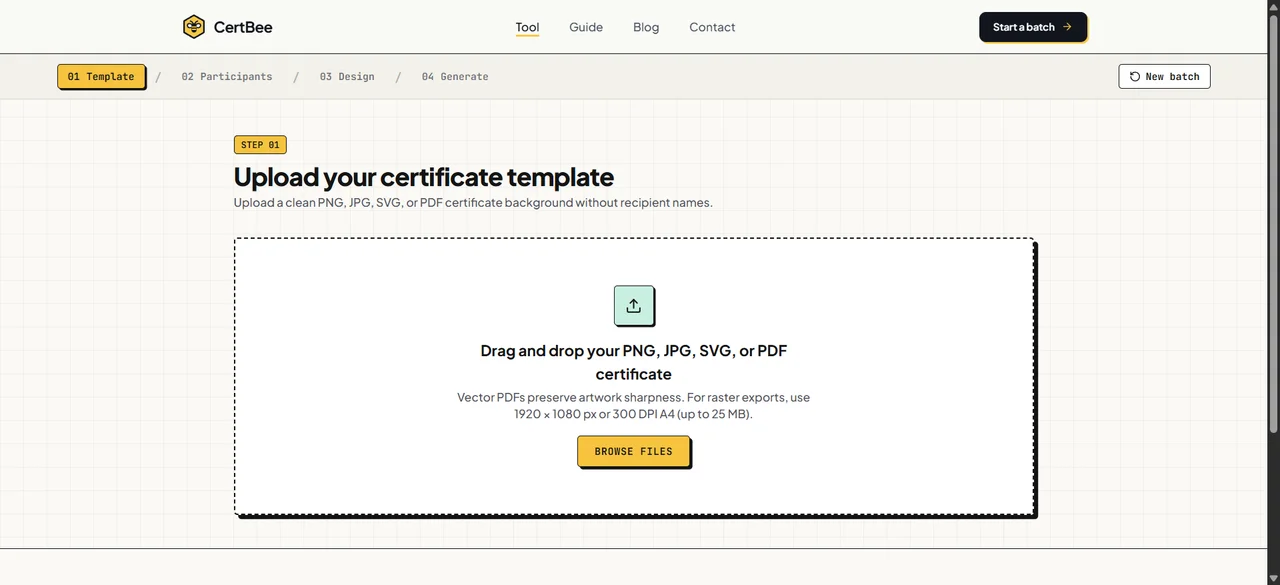 CertBee
Tool
Guide
Blog
Contact
Start a batch →
01 Template / 02 Participants / 03 Design / 04 Generate
New batch
STEP 01
Upload your certificate template
Upload a clean PNG, JPG, SVG, or PDF certificate background without recipient names.
Drag and drop your PNG, JPG, SVG, or PDF
certificate
Vector PDFs preserve artwork sharpness. For raster exports, use
1920 × 1080 px or 300 DPI A4 (up to 25 MB).
BROWSE FILES